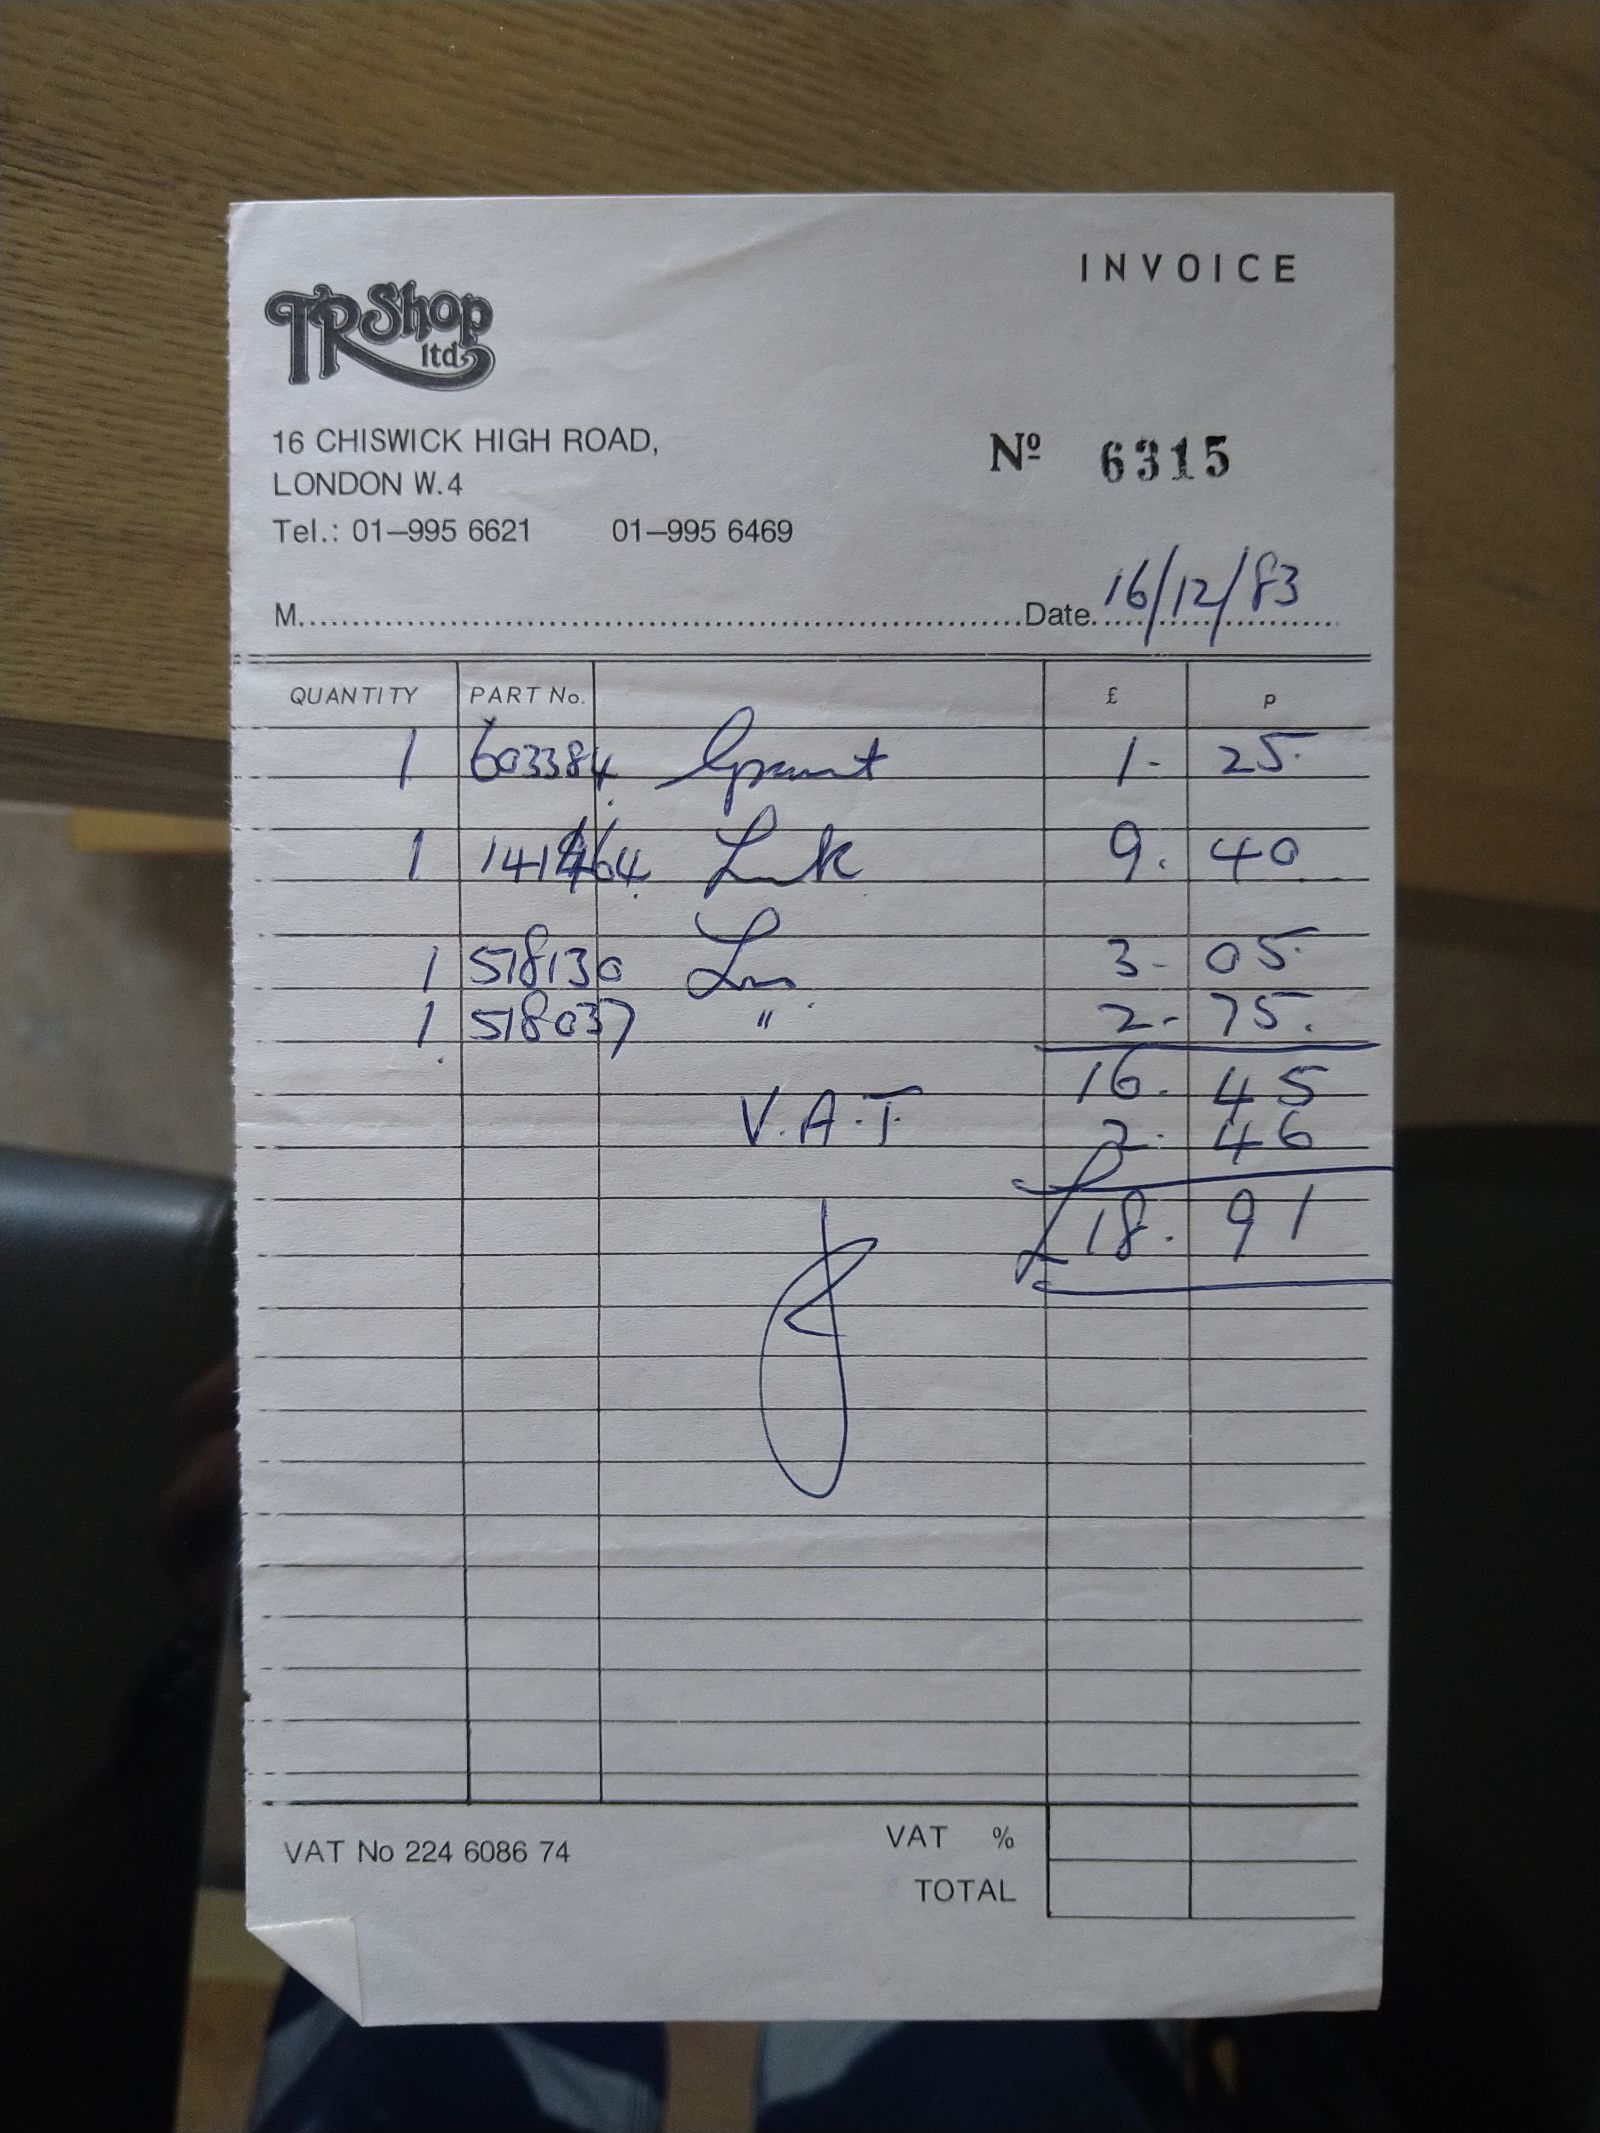 INVOICE
TR Shop
ltd.
16 CHISWICK HIGH ROAD,
LONDON W.4
Nº 6315
Tel.: 01–995 6621 01–995 6469
M. Date 16/12/83
QUANTITY PART No. £ p
1 603384 1- 25.
1 9. 40
1 518130 3- 05.
1 518037 " 2- 75.
16. 45
V.A.T. 2. 46
£18. 91
VAT No 224 6086 74
VAT %
TOTAL